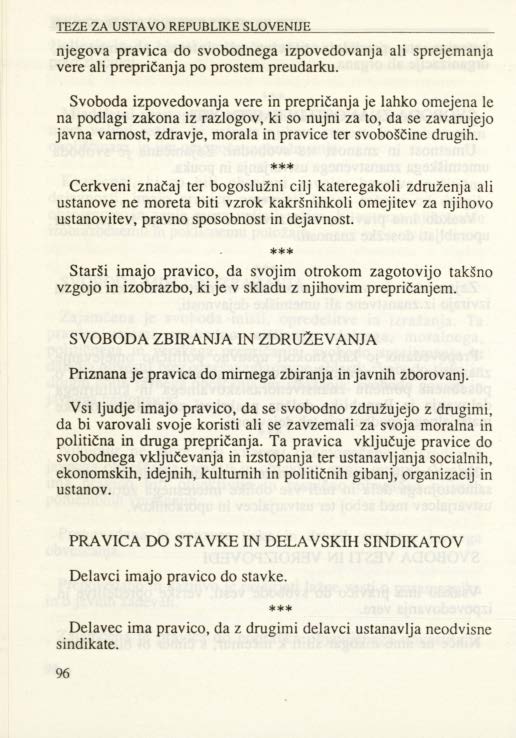 TEZE ZA USTAVO REPUBLIKE SLOVENIJE
njegova pravica do svobodnega izpovedovanja ali sprejemanja
vere ali prepričanja po prostem preudarku.
Svoboda izpovedovanja vere in prepričanja je lahko omejena le
na podlagi zakona iz razlogov, ki so nujni za to, da se zavarujejo
javna varnost, zdravje, morala in pravice ter svoboščine drugih.
***
Cerkveni značaj ter bogoslužni cilj kateregakoli združenja ali
ustanove ne moreta biti vzrok kakršnihkoli omejitev za njihovo
ustanovitev, pravno sposobnost in dejavnost.
***
Starši imajo pravico, da svojim otrokom zagotovijo takšno
vzgojo in izobrazbo, ki je v skladu z njihovim prepričanjem.
SVOBODA ZBIRANJA IN ZDRUŽEVANJA
Priznana je pravica do mirnega zbiranja in javnih zborovanj.
Vsi ljudje imajo pravico, da se svobodno združujejo z drugimi,
da bi varovali svoje koristi ali se zavzemali za svoja moralna in
politična in druga prepričanja. Ta pravica vključuje pravice do
svobodnega vključevanja in izstopanja ter ustanavljanja socialnih,
ekonomskih, idejnih, kulturnih in političnih gibanj, organizacij in
ustanov.
PRAVICA DO STAVKE IN DELAVSKIH SINDIKATOV
Delavci imajo pravico do stavke.
***
Delavec ima pravico, da z drugimi delavci ustanavlja neodvisne
sindikate.
96